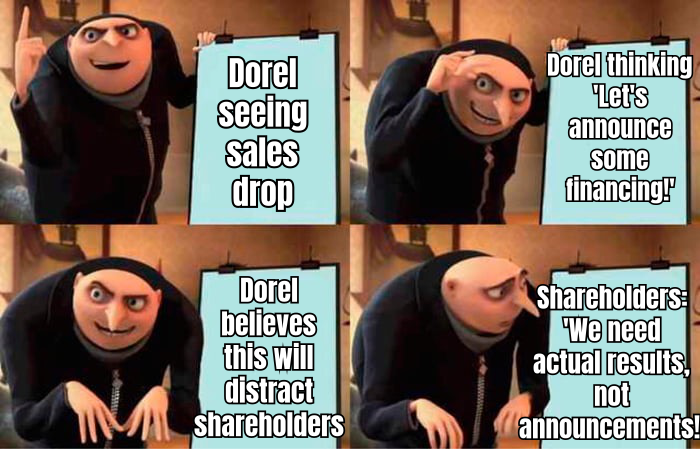 Dorel
seeing
sales
drop
Dorel thinking
'Let's
announce
some
financing!'
Dorel
believes
this will
distract
shareholders
Shareholders:
'We need
actual results,
not
announcements!